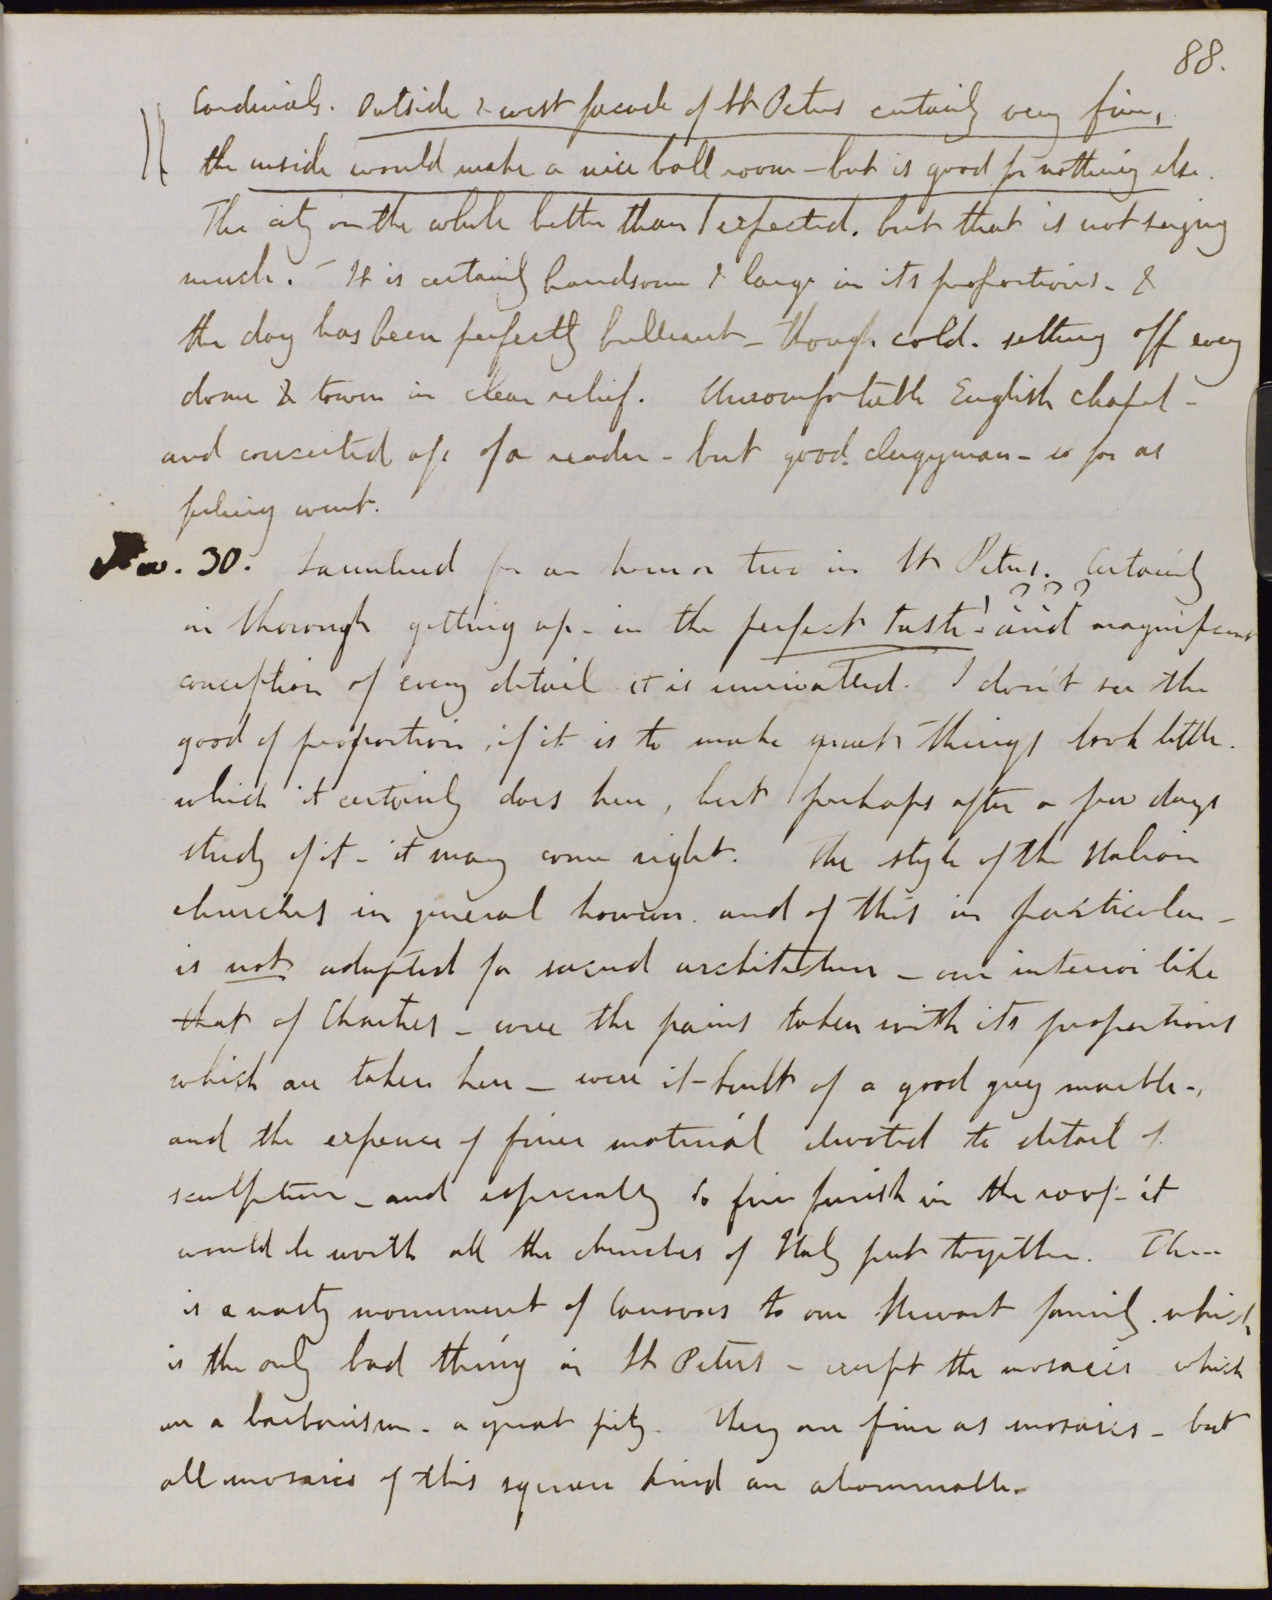 88.
Cardinals. Outside & west facade of St Peters certainly very fine,
the inside would make a nice ball room – but is good for nothing else.
The city on the whole better than I expected. but that is not saying
much. – It is certainly handsome & large in its proportions – &
the day has been perfectly brilliant – though cold. setting off every
dome & tower in clear relief. Uncomfortable English chapel –
and conceited ape of a reader – but good clergyman – as far as
feeling went.
Nov. 30. Lounged for an hour or two in St Peters. Certainly
in thorough getting up – in the perfect taste ! ??? and magnificent
conception of every detail it is unrivalled. I don't see the
good of proportion, if it is to make great things look little.
which it certainly does here, but perhaps after a few days
study of it – it may come right. The style of the Italian
churches in general however. and of this in particular –
is not adapted for sacred architecture – one interior like
that of Chartres – were the pains taken with its proportions
which are taken here – were it built of a good grey marble –,
and the expence of finer material devoted to detail of
sculpture – and especially to fine finish in the roof – it
would be worth all the churches of Italy put together. There
is a nasty monument of Canovas to our Stewart family. which
is the only bad thing in St Peters – except the mosaics which
are a barbarism – a great pity. They are fine as mosaics – but
all mosaics of this square kind are abominable.